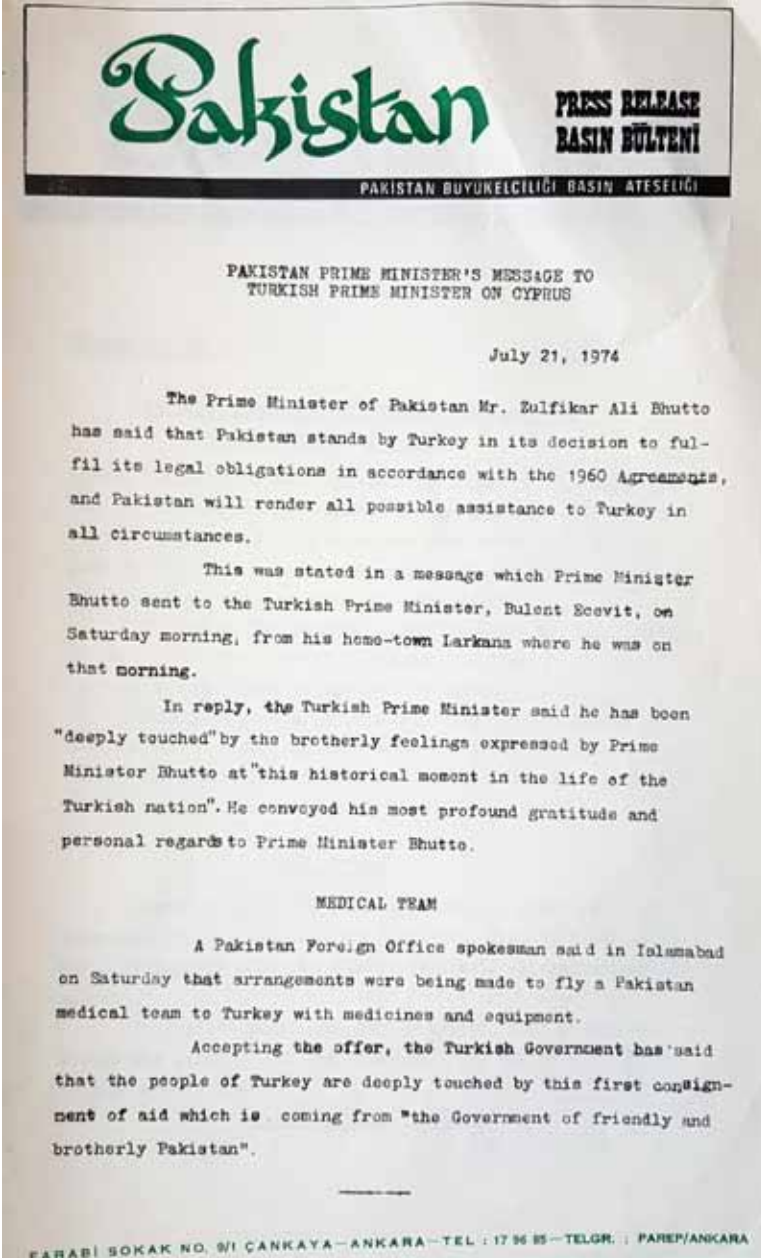 Pakistan
PRESS RELEASE
BASIN BÜLTENİ
PAKİSTAN BÜYÜKELÇİLİĞİ BASIN ATEŞELİĞİ
PAKISTAN PRIME MINISTER'S MESSAGE TO
TURKISH PRIME MINISTER ON CYPRUS
July 21, 1974
The Prime Minister of Pakistan Mr. Zulfikar Ali Bhutto
has said that Pakistan stands by Turkey in its decision to ful-
fil its legal obligations in accordance with the 1960 Agreements,
and Pakistan will render all possible assistance to Turkey in
all circumstances.
This was stated in a message which Prime Minister
Bhutto sent to the Turkish Prime Minister, Bulent Ecevit, on
Saturday morning, from his home-town Larkana where he was on
that morning.
In reply, the Turkish Prime Minister said he has been
"deeply touched" by the brotherly feelings expressed by Prime
Minister Bhutto at "this historical moment in the life of the
Turkish nation". He conveyed his most profound gratitude and
personal regards to Prime Minister Bhutto.
MEDICAL TEAM
A Pakistan Foreign Office spokesman said in Islamabad
on Saturday that arrangements were being made to fly a Pakistan
medical team to Turkey with medicines and equipment.
Accepting the offer, the Turkish Government has said
that the people of Turkey are deeply touched by this first consign-
ment of aid which is coming from "the Government of friendly and
brotherly Pakistan".
FARABİ SOKAK NO. 9/1 ÇANKAYA — ANKARA — TEL : 17 96 85 — TELGR. : PAREP/ANKARA